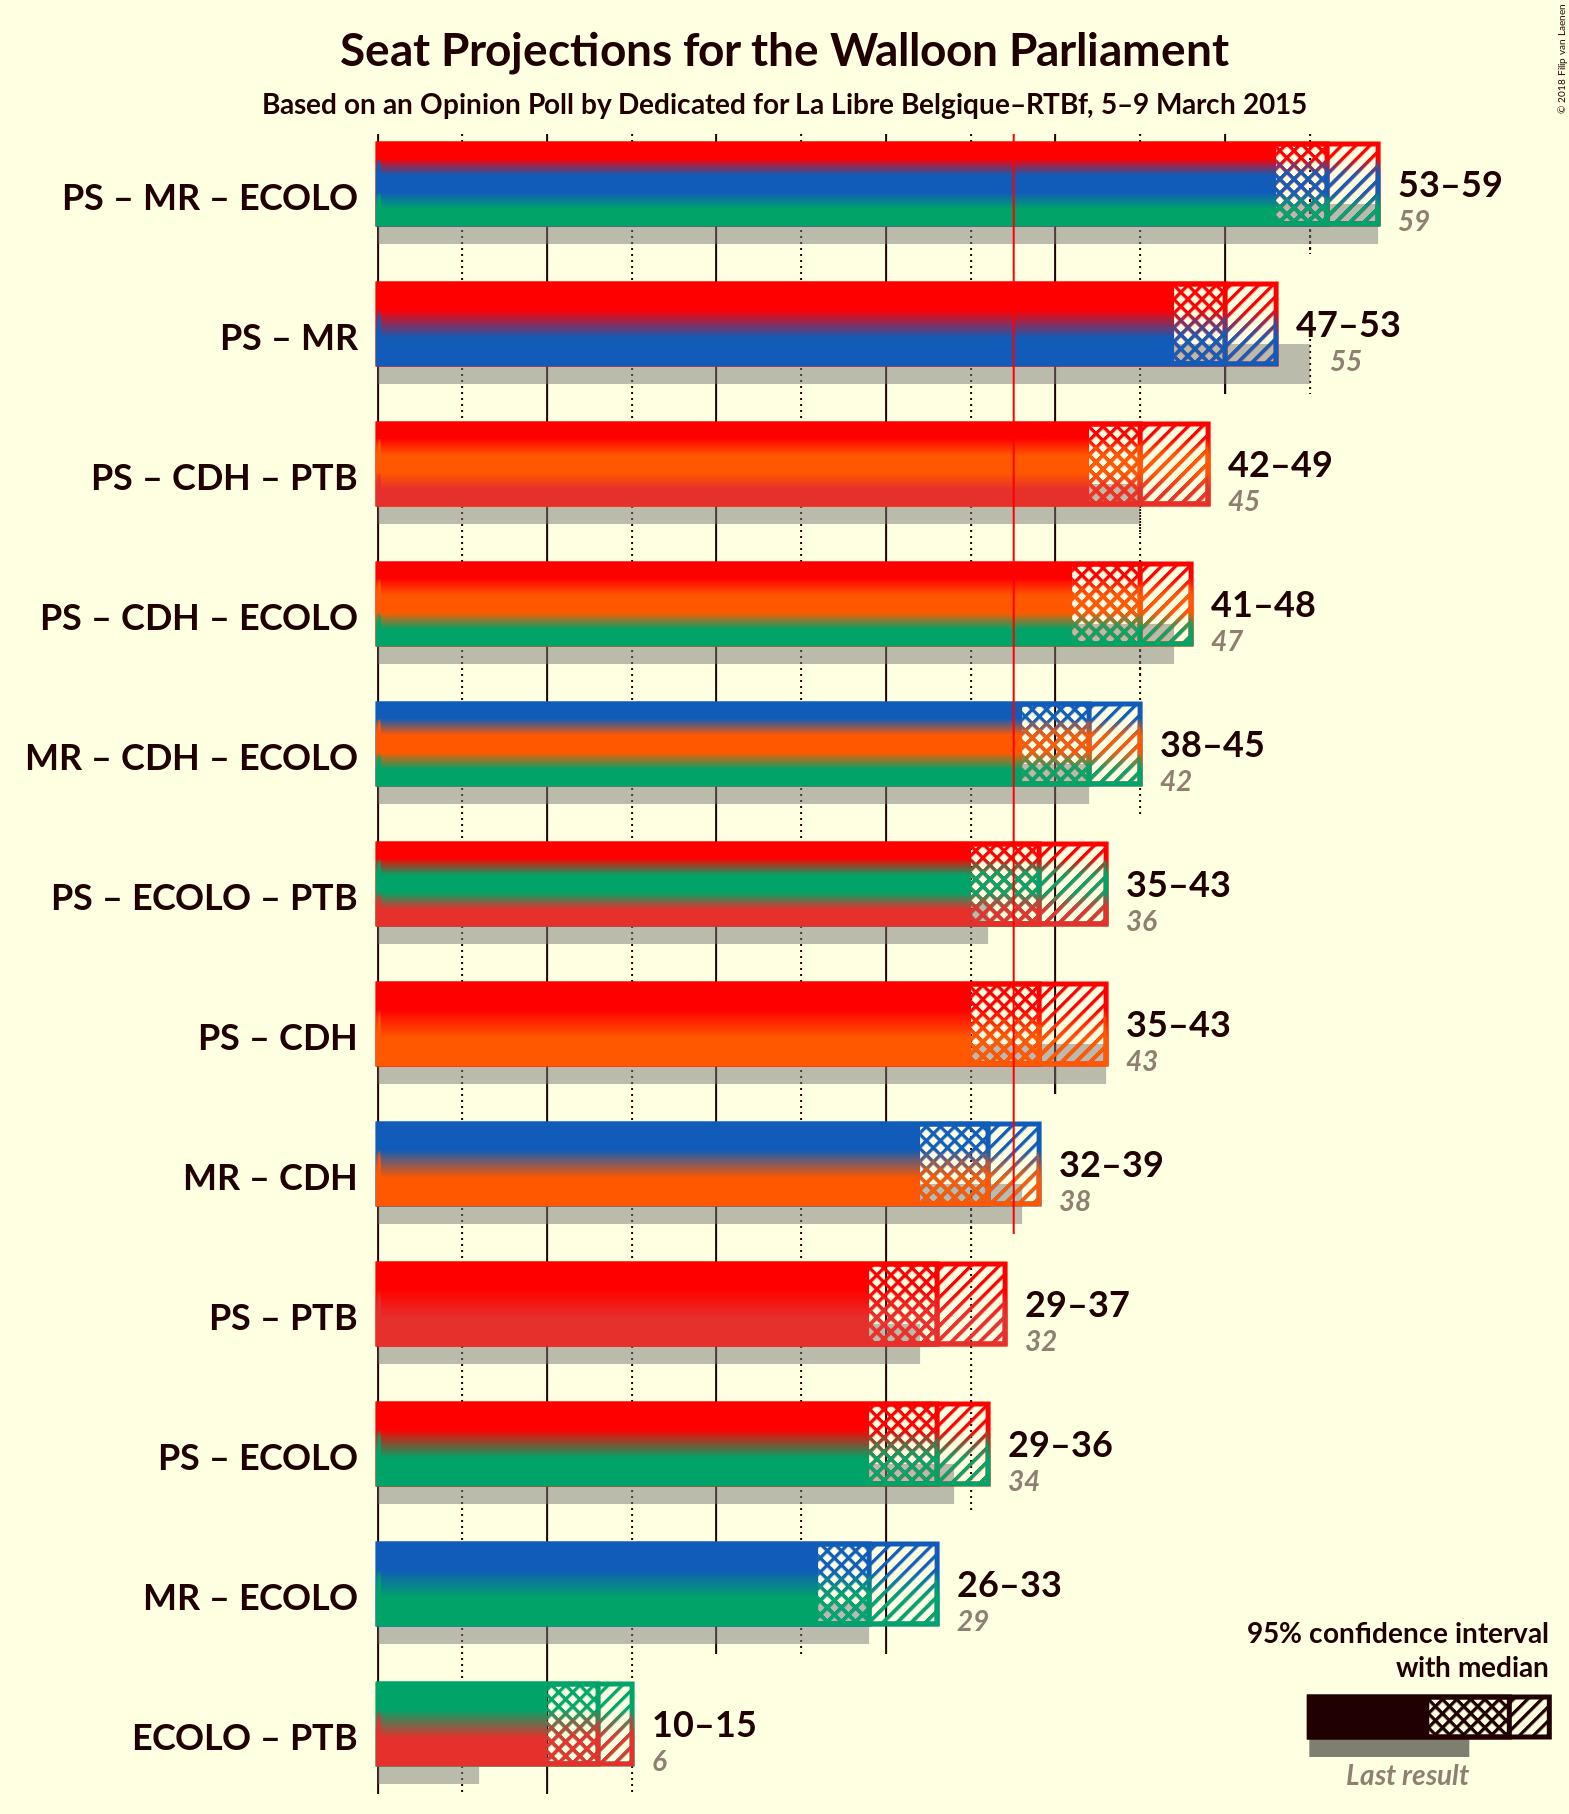 Seat Projections for the Walloon Parliament
Based on an Opinion Poll by Dedicated for La Libre Belgique–RTBf, 5–9 March 2015
© 2018 Filip van Laenen
PS – MR – ECOLO
53–59
59
PS – MR
47–53
55
PS – CDH – PTB
42–49
45
PS – CDH – ECOLO
41–48
47
MR – CDH – ECOLO
38–45
42
PS – ECOLO – PTB
35–43
36
PS – CDH
35–43
43
MR – CDH
32–39
38
PS – PTB
29–37
32
PS – ECOLO
29–36
34
MR – ECOLO
26–33
29
ECOLO – PTB
10–15
6
95% confidence interval
with median
Last result